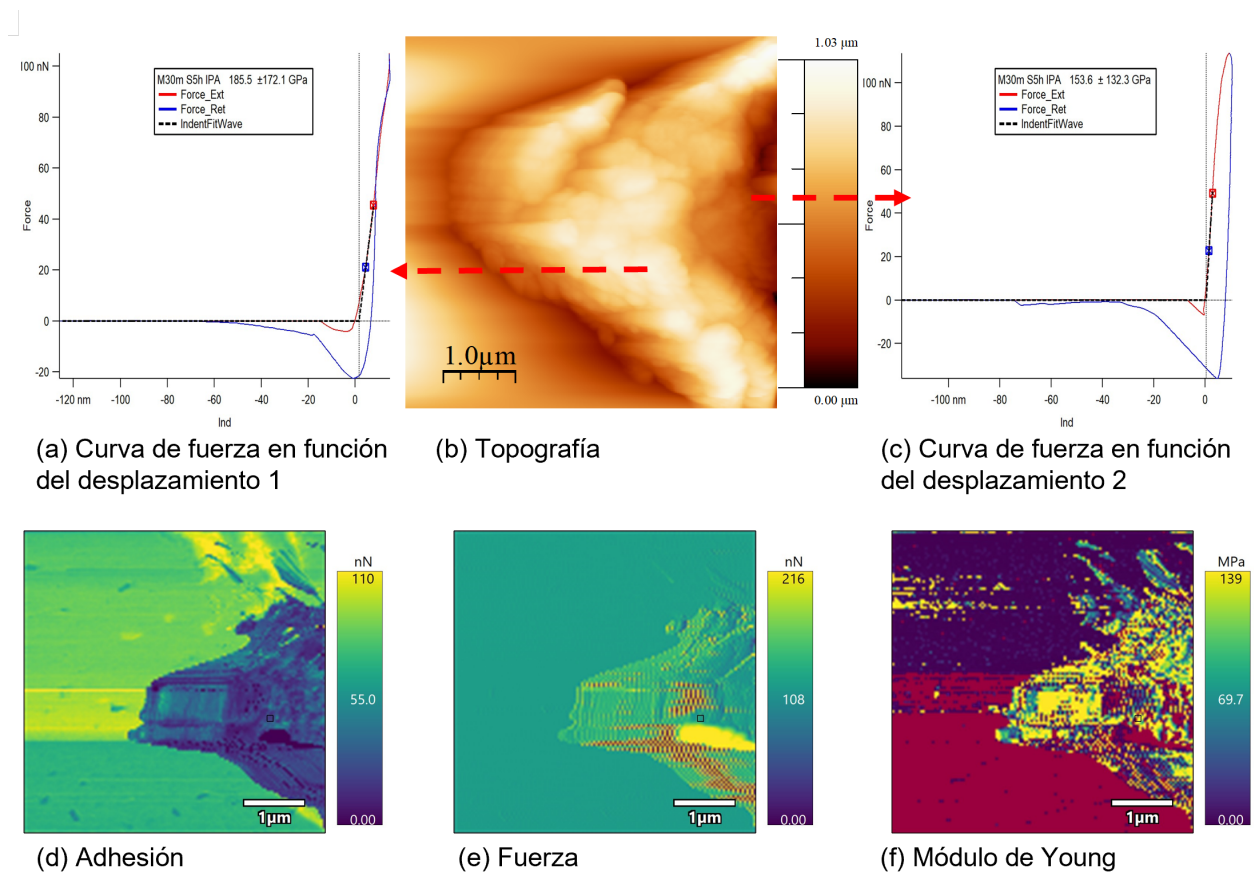 100 nN
80
60
40
20
0
-20
Force
M30m S5h IPA 185.5 ±172.1 GPa
Force_Ext
Force_Ret
IndentFitWave
-120 nm
-100
-80
-60
-40
-20
0
Ind
1.0µm
1.03 µm
0.00 µm
100 nN
80
60
40
20
0
-20
Force
M30m S5h IPA 153.6 ± 132.3 GPa
Force_Ext
Force_Ret
IndentFitWave
-100 nm
-80
-60
-40
-20
0
Ind
(a) Curva de fuerza en función
del desplazamiento 1
(b) Topografía
(c) Curva de fuerza en función
del desplazamiento 2
nN
110
55.0
0.00
1µm
nN
216
108
0.00
1µm
MPa
139
69.7
0.00
1µm
(d) Adhesión
(e) Fuerza
(f) Módulo de Young